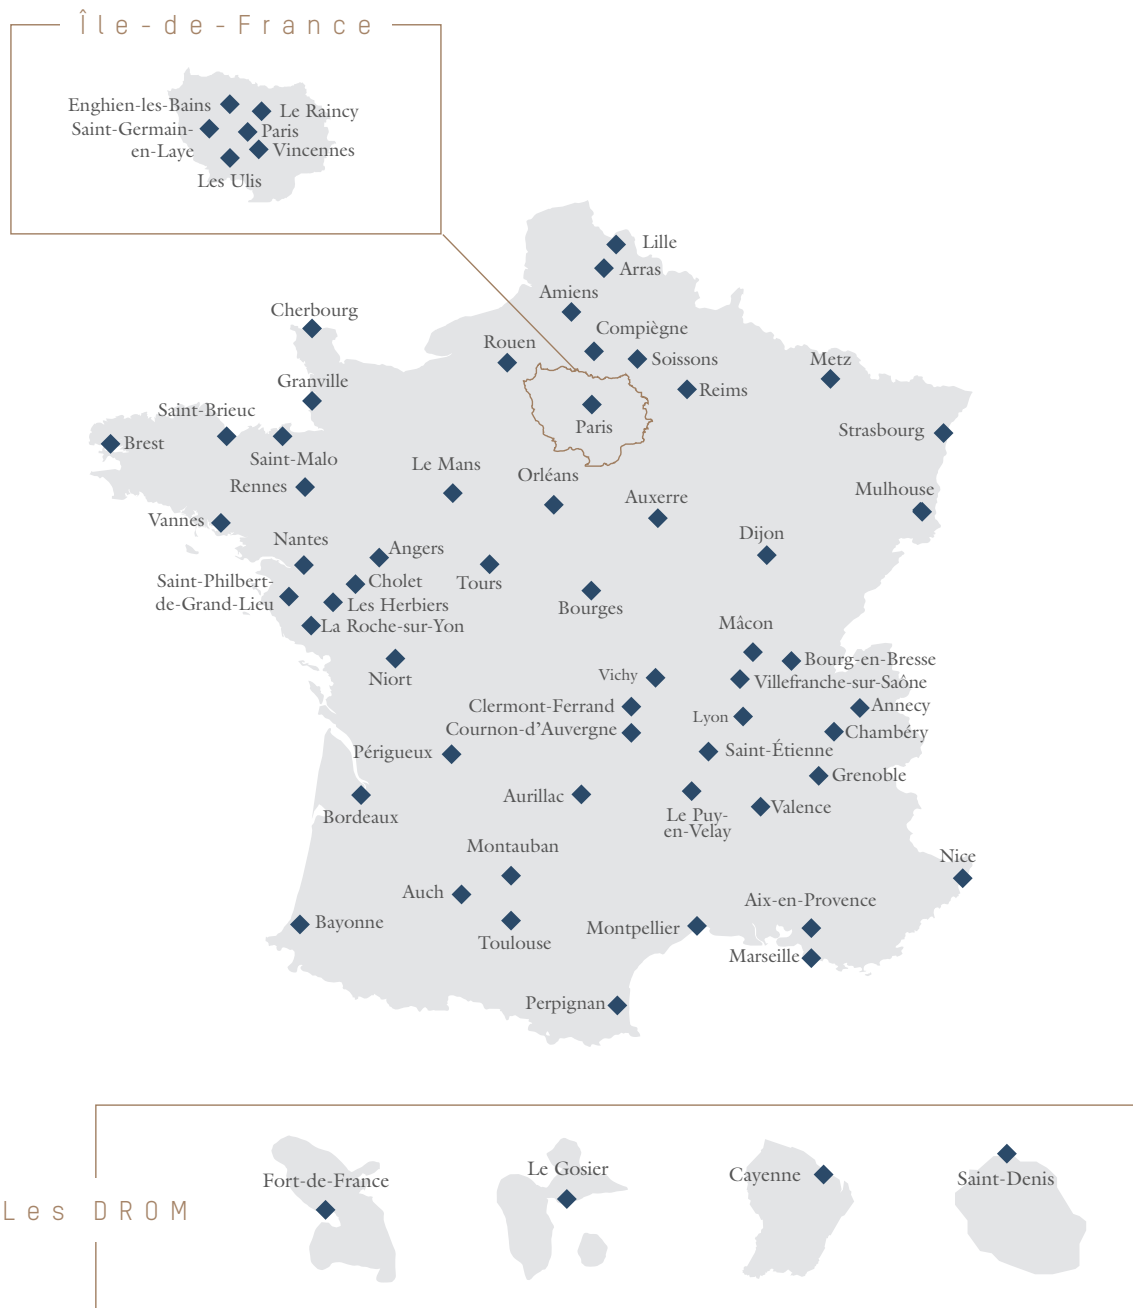 Île-de-France
Enghien-les-Bains
Le Raincy
Saint-Germain-
en-Laye
Paris
Vincennes
Les Ulis
Lille
Arras
Amiens
Cherbourg
Compiègne
Rouen
Soissons
Metz
Granville
Reims
Saint-Brieuc
Paris
Strasbourg
Brest
Saint-Malo
Le Mans
Orléans
Rennes
Auxerre
Mulhouse
Vannes
Dijon
Nantes
Angers
Saint-Philbert-
de-Grand-Lieu
Cholet
Tours
Les Herbiers
Bourges
La Roche-sur-Yon
Mâcon
Bourg-en-Bresse
Niort
Vichy
Villefranche-sur-Saône
Clermont-Ferrand
Annecy
Lyon
Cournon-d’Auvergne
Chambéry
Périgueux
Saint-Étienne
Grenoble
Aurillac
Valence
Bordeaux
Le Puy-
en-Velay
Montauban
Nice
Auch
Aix-en-Provence
Bayonne
Montpellier
Toulouse
Marseille
Perpignan
Les DROM
Fort-de-France
Le Gosier
Cayenne
Saint-Denis